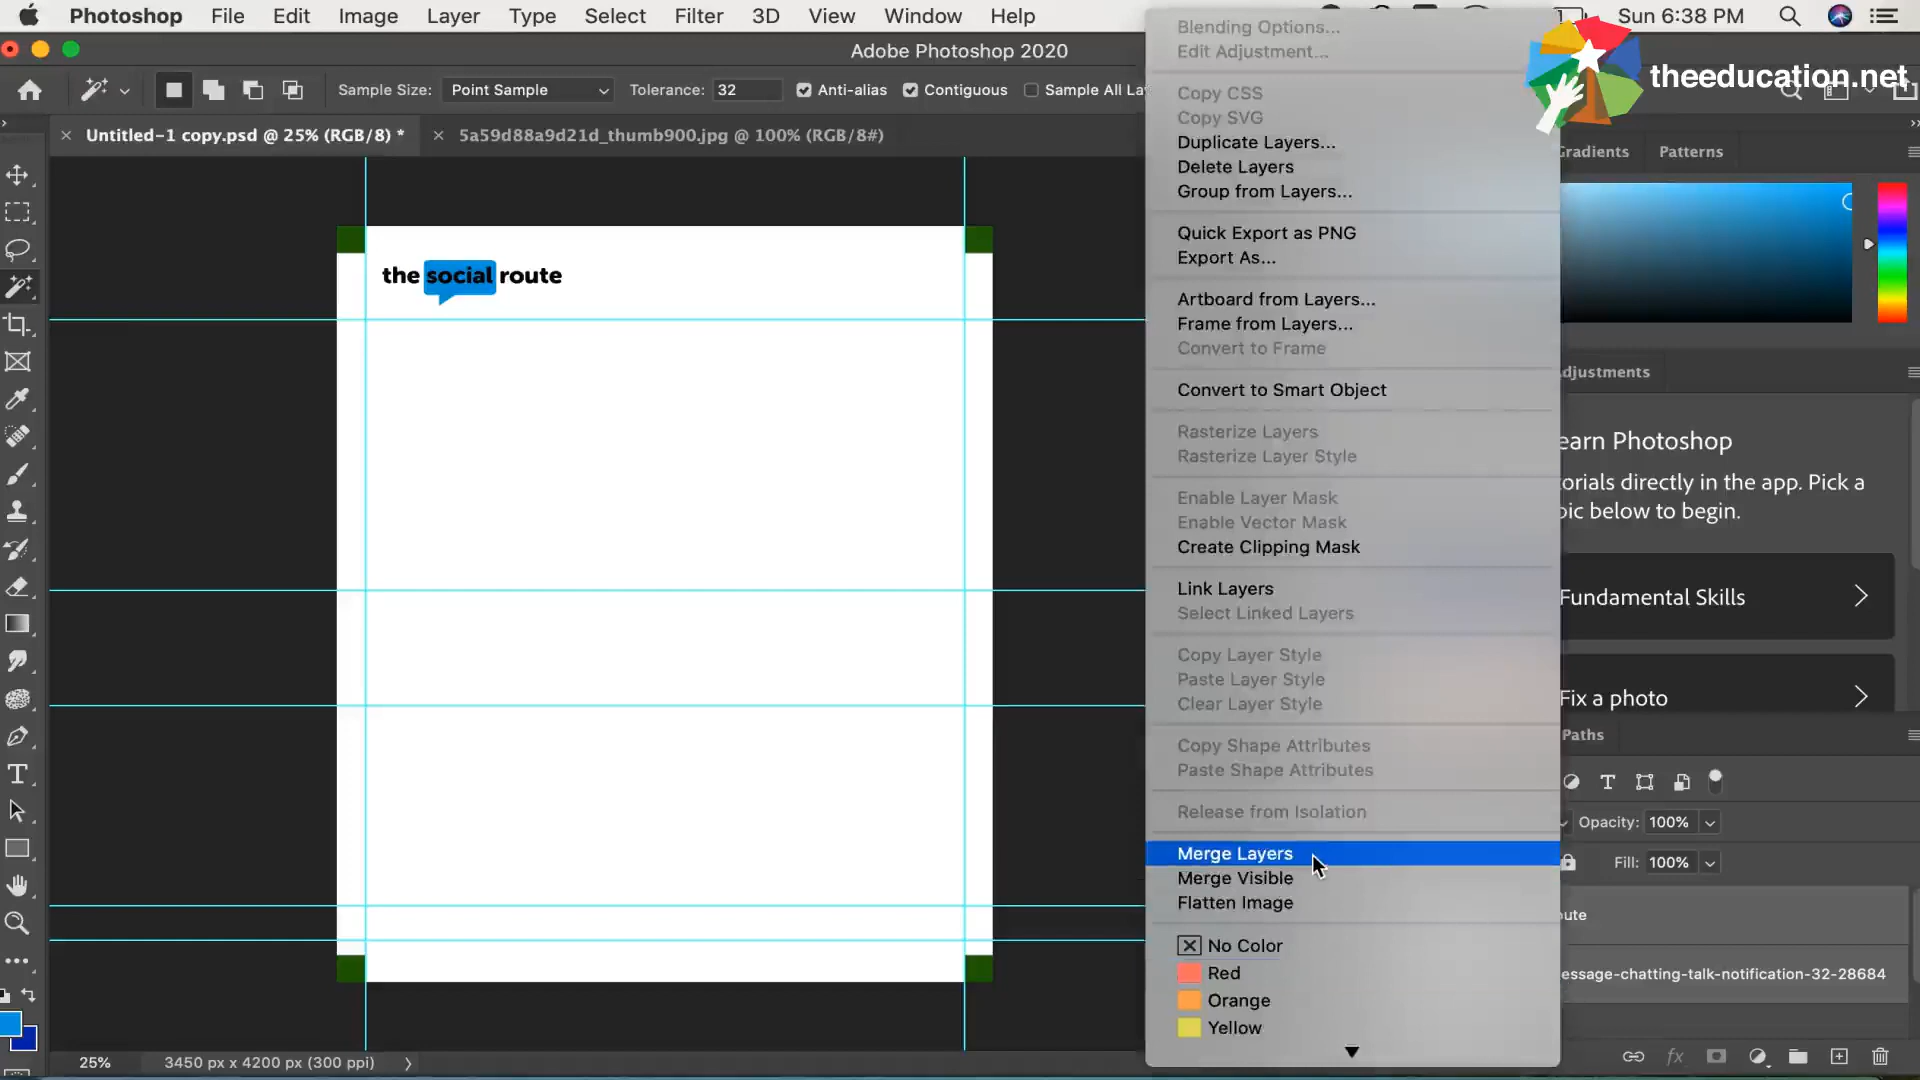 Photoshop File Edit Image Layer Type Select Filter 3D View Window Help
Sun 6:38 PM
Adobe Photoshop 2020
theeducation.net
Sample Size: Point Sample Tolerance: 32 Anti-alias Contiguous Sample All La
Untitled-1 copy.psd @ 25% (RGB/8) *
5a59d88a9d21d_thumb900.jpg @ 100% (RGB/8#)
the social route
Blending Options...
Edit Adjustment...
Copy CSS
Copy SVG
Duplicate Layers...
Delete Layers
Group from Layers...
Quick Export as PNG
Export As...
Artboard from Layers...
Frame from Layers...
Convert to Frame
Convert to Smart Object
Rasterize Layers
Rasterize Layer Style
Enable Layer Mask
Enable Vector Mask
Create Clipping Mask
Link Layers
Select Linked Layers
Copy Layer Style
Paste Layer Style
Clear Layer Style
Copy Shape Attributes
Paste Shape Attributes
Release from Isolation
Merge Layers
Merge Visible
Flatten Image
No Color
Red
Orange
Yellow
Gradients Patterns
djustments
earn Photoshop
orials directly in the app. Pick a
pic below to begin.
Fundamental Skills
Fix a photo
Paths
Opacity: 100%
Fill: 100%
oute
essage-chatting-talk-notification-32-28684
25% 3450 px x 4200 px (300 ppi)